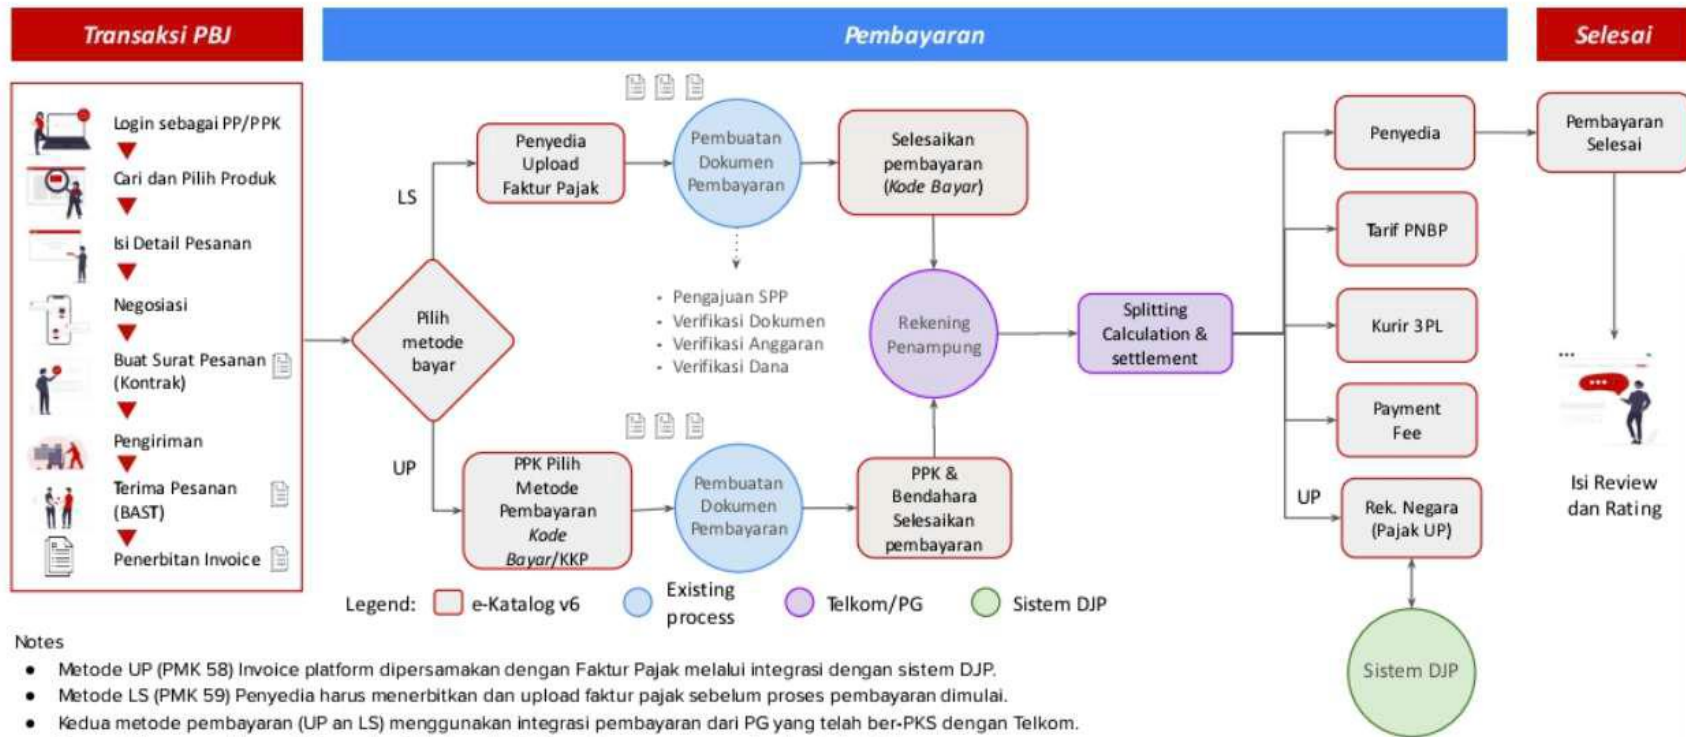 Transaksi PBJ
Pembayaran
Selesai
Login sebagai PP/PPK
Cari dan Pilih Produk
Isi Detail Pesanan
Negosiasi
Buat Surat Pesanan
(Kontrak)
Pengiriman
Terima Pesanan
(BAST)
Penerbitan Invoice
Pilih
metode
bayar
LS
Penyedia
Upload
Faktur Pajak
Pembuatan
Dokumen
Pembayaran
Selesaikan
pembayaran
(Kode Bayar)
• Pengajuan SPP
• Verifikasi Dokumen
• Verifikasi Anggaran
• Verifikasi Dana
UP
PPK Pilih
Metode
Pembayaran
Kode
Bayar/KKP
Pembuatan
Dokumen
Pembayaran
PPK &
Bendahara
Selesaikan
pembayaran
Rekening
Penampung
Splitting
Calculation &
settlement
Penyedia
Tarif PNBP
Kurir 3PL
Payment
Fee
UP
Rek. Negara
(Pajak UP)
Sistem DJP
Pembayaran
Selesai
Isi Review
dan Rating
Legend:
e-Katalog v6
Existing
process
Telkom/PG
Sistem DJP
Notes
● Metode UP (PMK 58) Invoice platform dipersamakan dengan Faktur Pajak melalui integrasi dengan sistem DJP.
● Metode LS (PMK 59) Penyedia harus menerbitkan dan upload faktur pajak sebelum proses pembayaran dimulai.
● Kedua metode pembayaran (UP an LS) menggunakan integrasi pembayaran dari PG yang telah ber-PKS dengan Telkom.